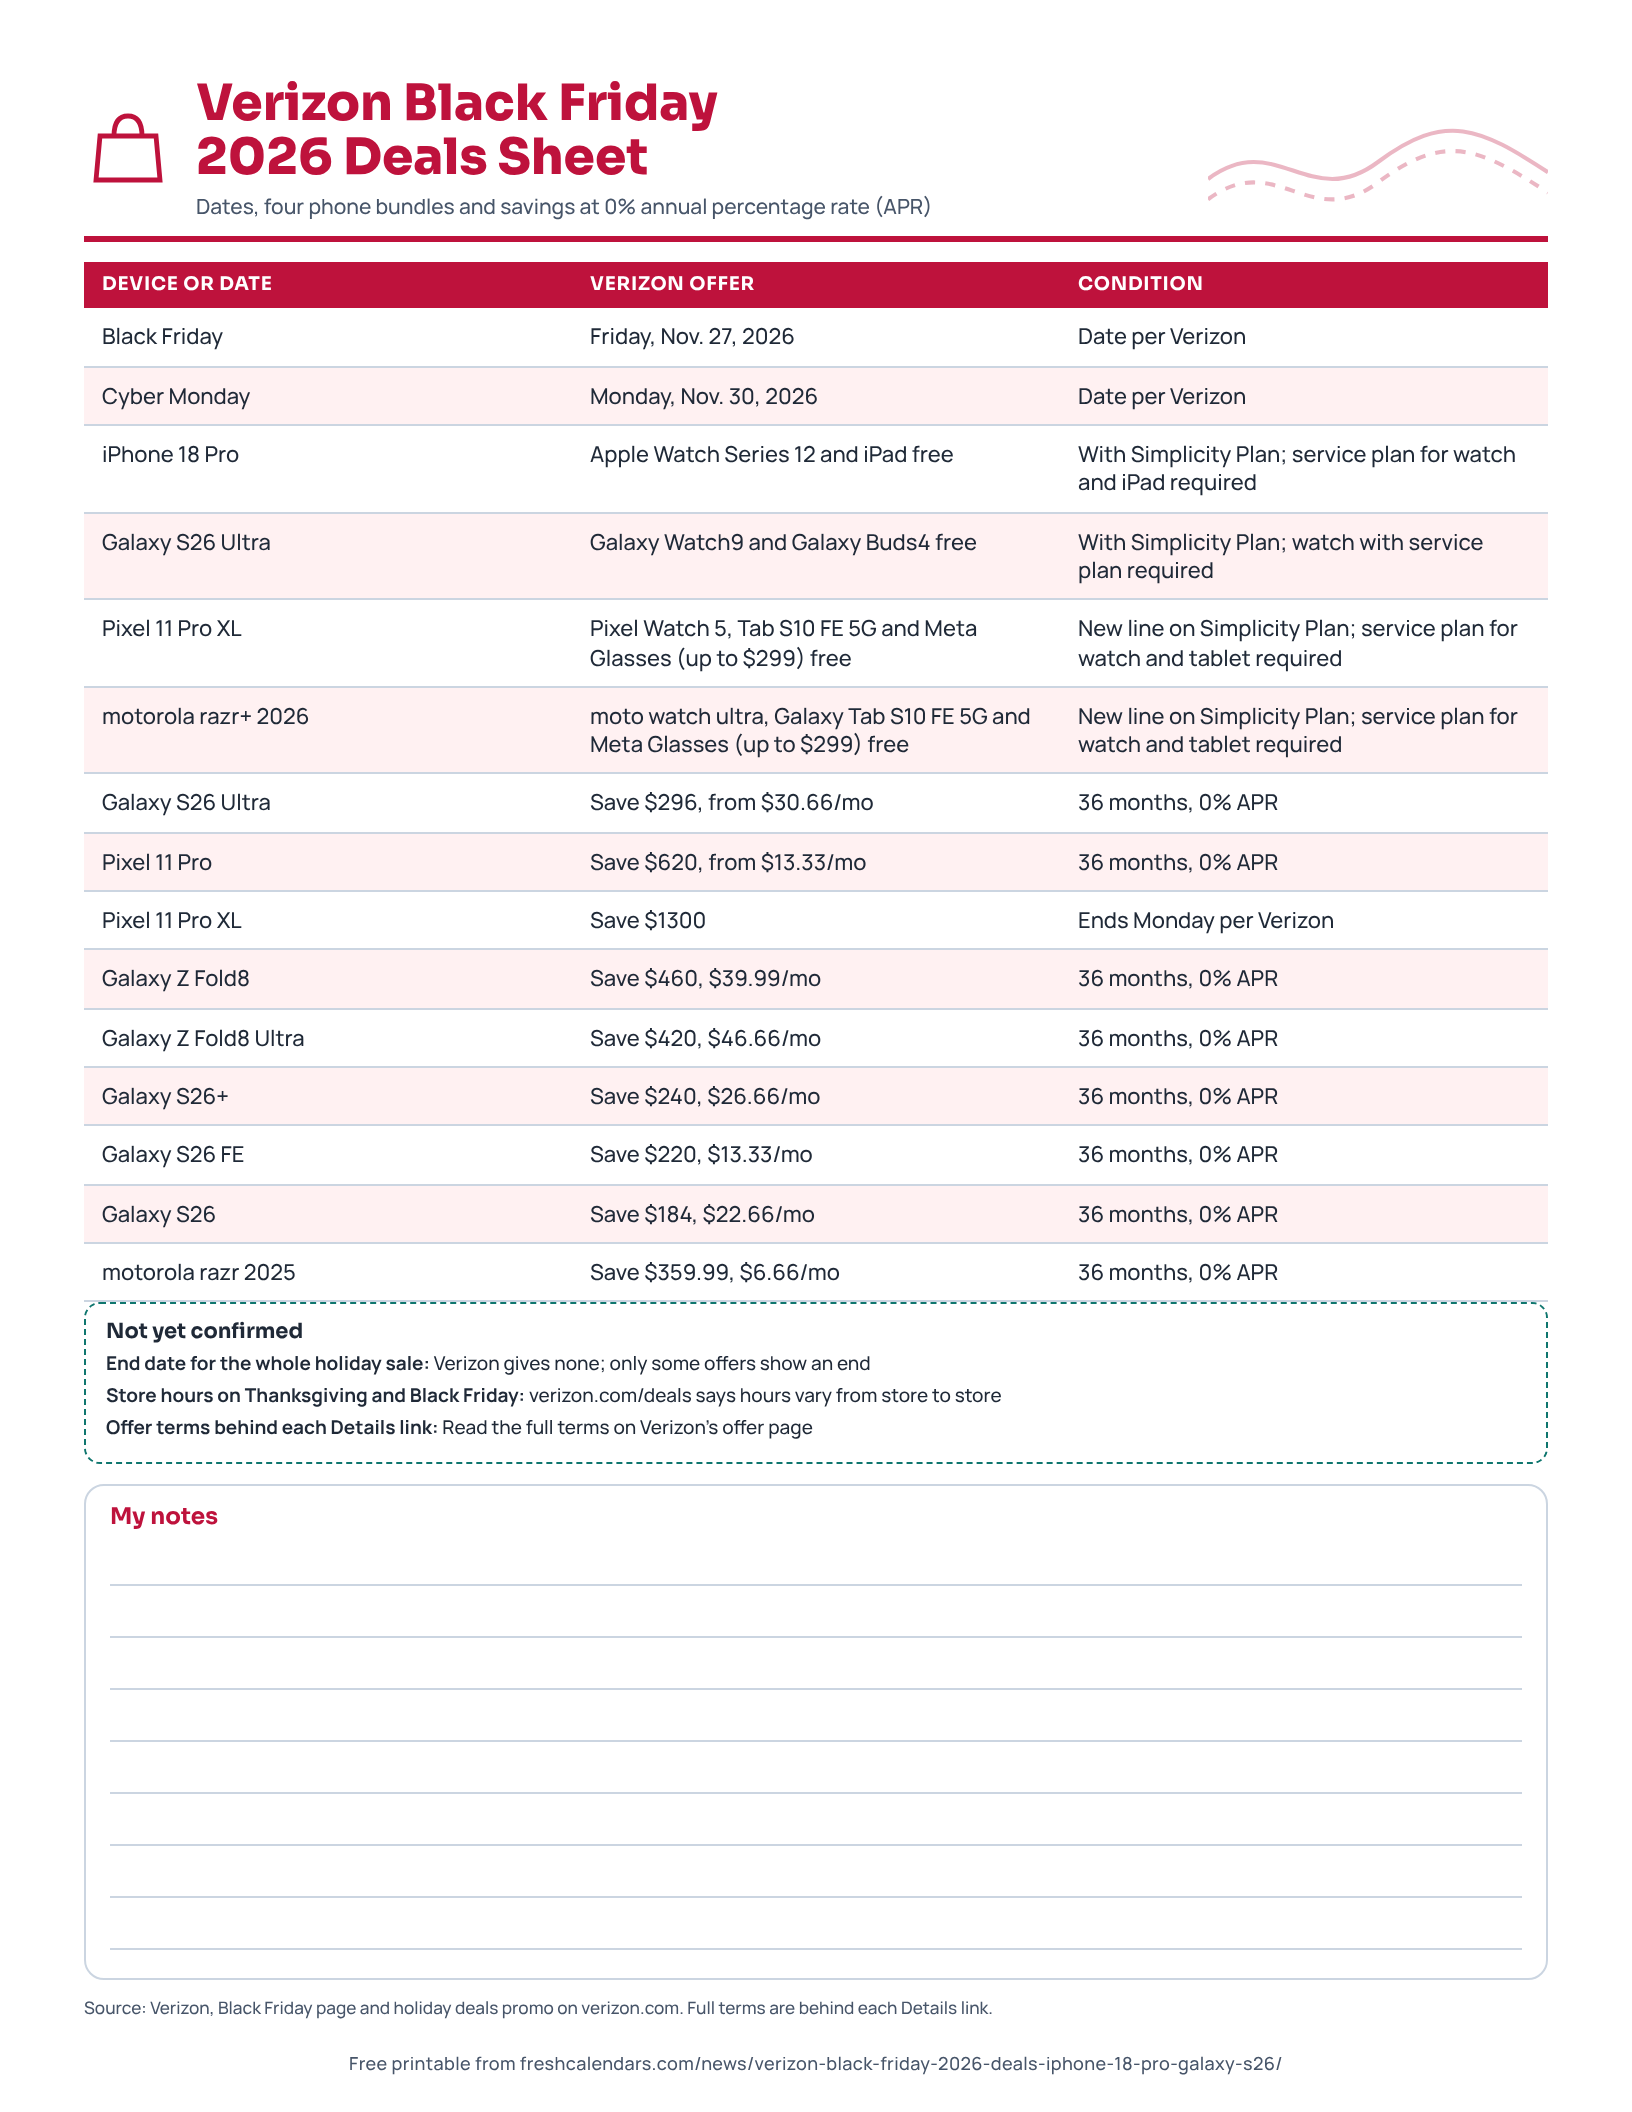 Verizon Black Friday
2026 Deals Sheet
Dates, four phone bundles and savings at 0% annual percentage rate (APR)
DEVICE OR DATE VERIZON OFFER CONDITION
Black Friday Friday, Nov. 27, 2026 Date per Verizon
Cyber Monday Monday, Nov. 30, 2026 Date per Verizon
iPhone 18 Pro Apple Watch Series 12 and iPad free With Simplicity Plan; service plan for watch
and iPad required
Galaxy S26 Ultra Galaxy Watch9 and Galaxy Buds4 free With Simplicity Plan; watch with service
plan required
Pixel 11 Pro XL Pixel Watch 5, Tab S10 FE 5G and Meta New line on Simplicity Plan; service plan for
Glasses (up to $299) free watch and tablet required
motorola razr+ 2026 moto watch ultra, Galaxy Tab S10 FE 5G and New line on Simplicity Plan; service plan for
Meta Glasses (up to $299) free watch and tablet required
Galaxy S26 Ultra Save $296, from $30.66/mo 36 months, 0% APR
Pixel 11 Pro Save $620, from $13.33/mo 36 months, 0% APR
Pixel 11 Pro XL Save $1300 Ends Monday per Verizon
Galaxy Z Fold8 Save $460, $39.99/mo 36 months, 0% APR
Galaxy Z Fold8 Ultra Save $420, $46.66/mo 36 months, 0% APR
Galaxy S26+ Save $240, $26.66/mo 36 months, 0% APR
Galaxy S26 FE Save $220, $13.33/mo 36 months, 0% APR
Galaxy S26 Save $184, $22.66/mo 36 months, 0% APR
motorola razr 2025 Save $359.99, $6.66/mo 36 months, 0% APR
Not yet confirmed
End date for the whole holiday sale: Verizon gives none; only some offers show an end
Store hours on Thanksgiving and Black Friday: verizon.com/deals says hours vary from store to store
Offer terms behind each Details link: Read the full terms on Verizon’s offer page
My notes
Source: Verizon, Black Friday page and holiday deals promo on verizon.com. Full terms are behind each Details link.
Free printable from freshcalendars.com/news/verizon-black-friday-2026-deals-iphone-18-pro-galaxy-s26/